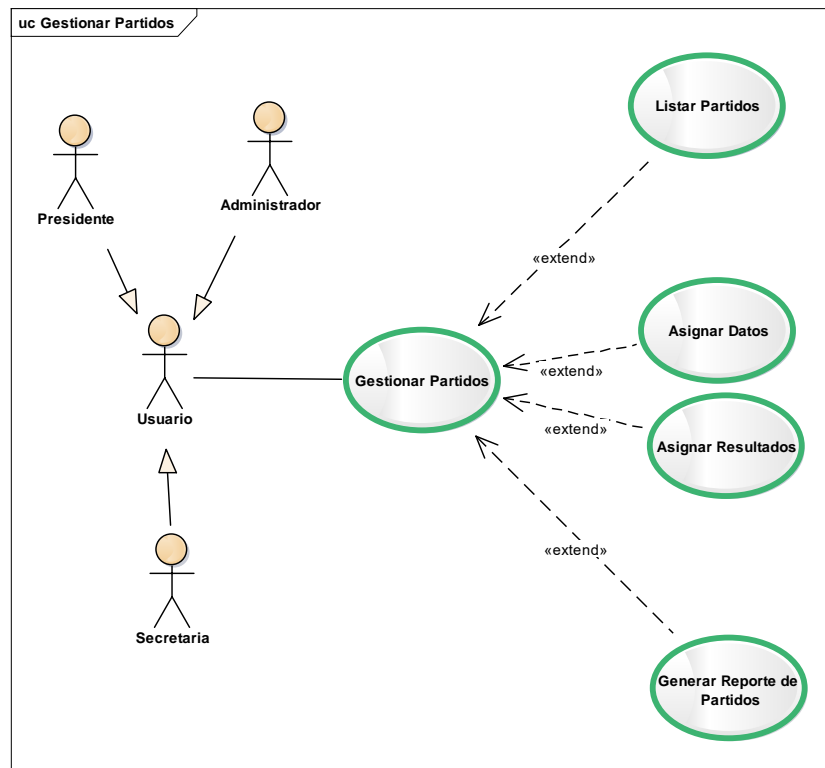 uc Gestionar Partidos
Listar Partidos
Presidente
Administrador
«extend»
Asignar Datos
Gestionar Partidos
«extend»
Usuario
«extend»
Asignar Resultados
«extend»
Secretaria
Generar Reporte de
Partidos